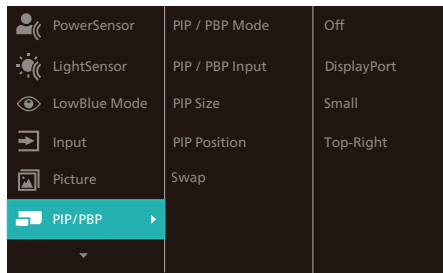 PowerSensor PIP / PBP Mode Off
LightSensor PIP / PBP Input DisplayPort
LowBlue Mode PIP Size Small
Input PIP Position Top-Right
Picture Swap
PIP/PBP